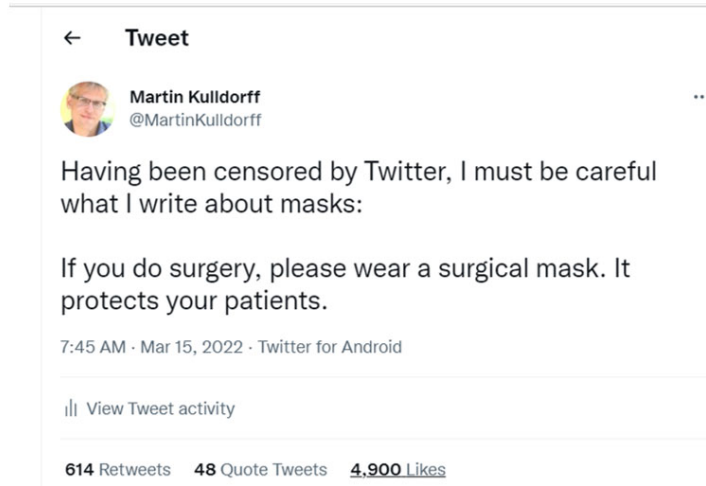 ← Tweet
Martin Kulldorff
@MartinKulldorff
Having been censored by Twitter, I must be careful
what I write about masks:
If you do surgery, please wear a surgical mask. It
protects your patients.
7:45 AM · Mar 15, 2022 · Twitter for Android
View Tweet activity
614 Retweets 48 Quote Tweets 4,900 Likes